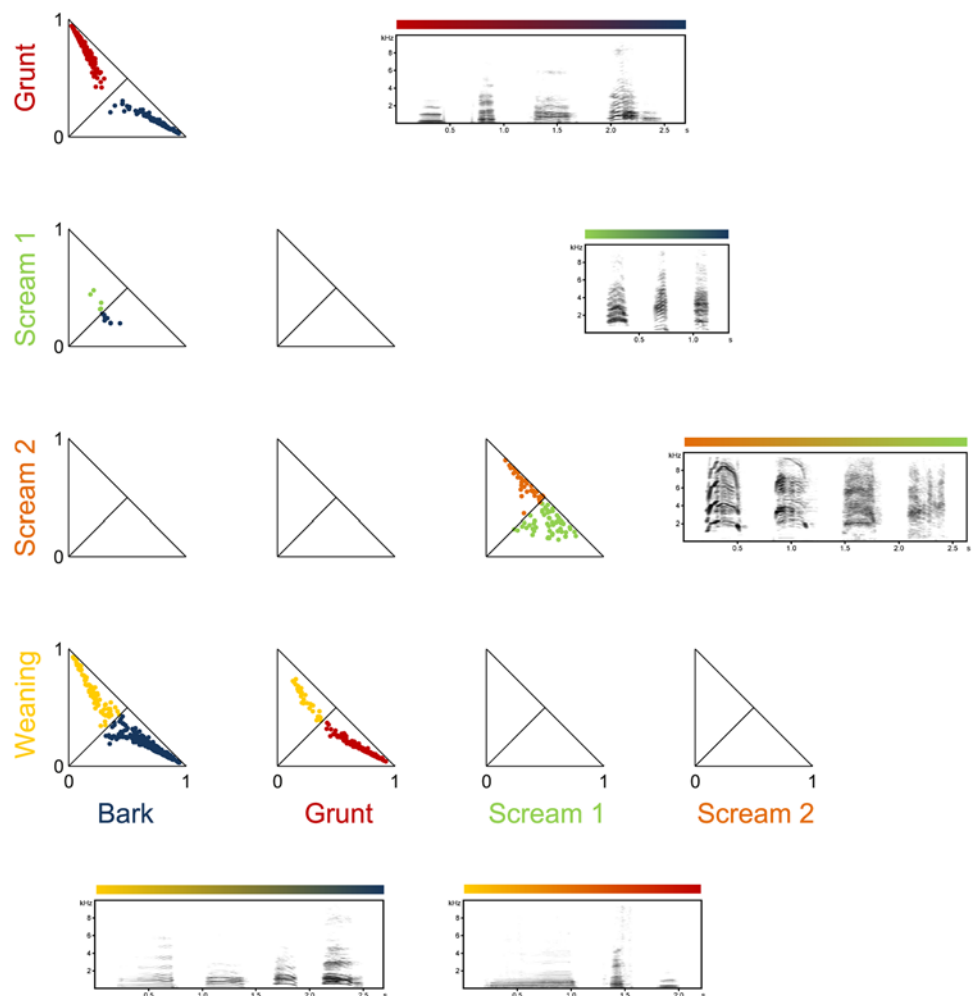 Grunt
1
0
kHz
8
6
4
2
0.5 1.0 1.5 2.0 2.5 s
Scream 1
1
0
kHz
8
6
4
2
0.5 1.0 s
Scream 2
1
0
kHz
8
6
4
2
0.5 1.0 1.5 2.0 2.5 s
Weaning
1
0
0 1 0 1 0 1 0 1
Bark Grunt Scream 1 Scream 2
kHz kHz
8 8
6 6
4 4
2 2
0.5 1.0 1.5 2.0 2.5 s 0.5 1.0 1.5 2.0 s